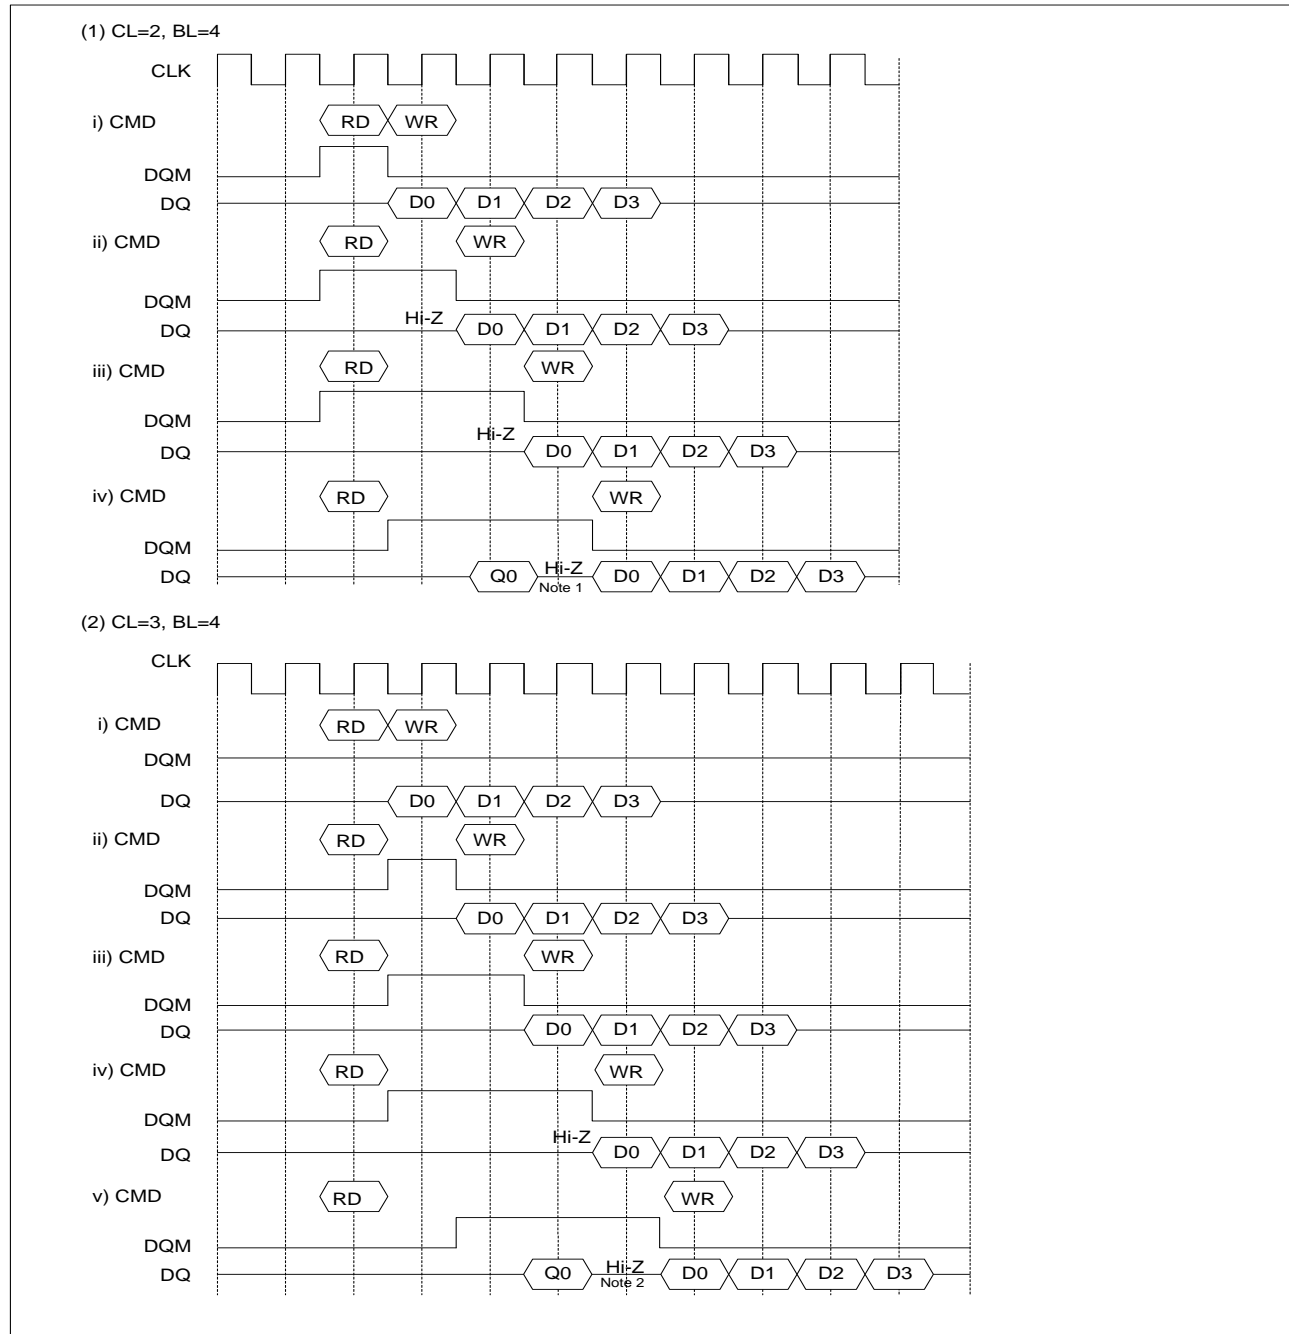 (1) CL=2, BL=4
CLK
i) CMD RD WR
DQM
DQ D0 D1 D2 D3
ii) CMD RD WR
DQM
Hi-Z
DQ D0 D1 D2 D3
iii) CMD RD WR
DQM
Hi-Z
DQ D0 D1 D2 D3
iv) CMD RD WR
DQM
DQ Q0 Hi-Z D0 D1 D2 D3
Note 1
(2) CL=3, BL=4
CLK
i) CMD RD WR
DQM
DQ D0 D1 D2 D3
ii) CMD RD WR
DQM
DQ D0 D1 D2 D3
iii) CMD RD WR
DQM
DQ D0 D1 D2 D3
iv) CMD RD WR
DQM
Hi-Z
DQ D0 D1 D2 D3
v) CMD RD WR
DQM
DQ Q0 Hi-Z D0 D1 D2 D3
Note 2